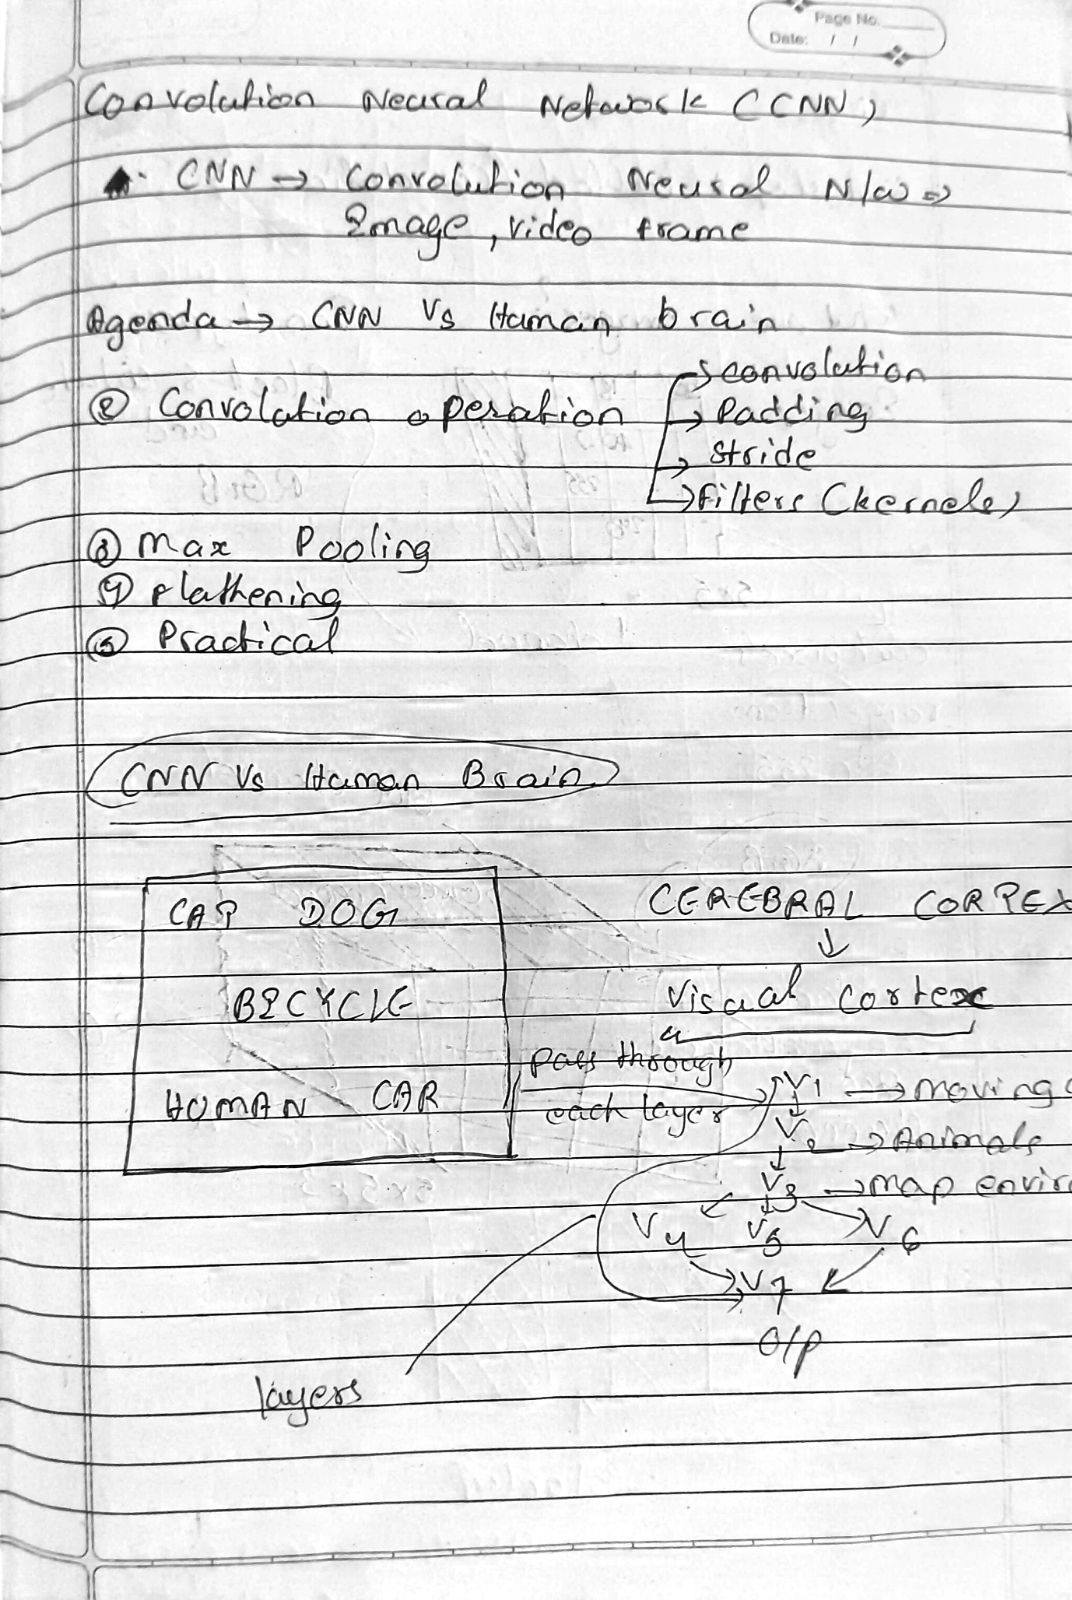 Page No.
Date: / /
Convolution Neural Network (CNN)
CNN → Convolution Neural N/w ⇒
Image, video frame
Agenda → CNN Vs Human brain
→ convolution
② Convolution operation → Padding
→ Stride
→ Filters (kernels)
③ Max Pooling
④ flathening
⑤ Practical
CNN Vs Human Brain
CAT DOG CEREBRAL CORTEX
↓
BICYCLE Visual cortex
pass through
HUMAN CAR each layer V1 → moving
↓
V2 → Animals
↓
V3 → map envir
V4 V5 V6
V7
O/p
layers